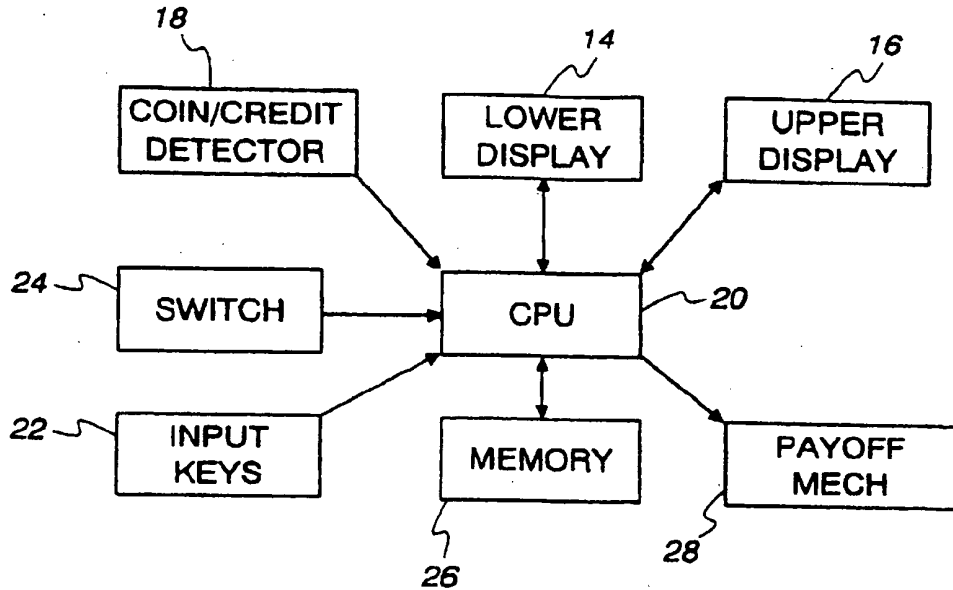 18
14
16
COIN/CREDIT
DETECTOR
LOWER
DISPLAY
UPPER
DISPLAY
24
SWITCH
CPU
20
22
INPUT
KEYS
MEMORY
PAYOFF
MECH
26
28